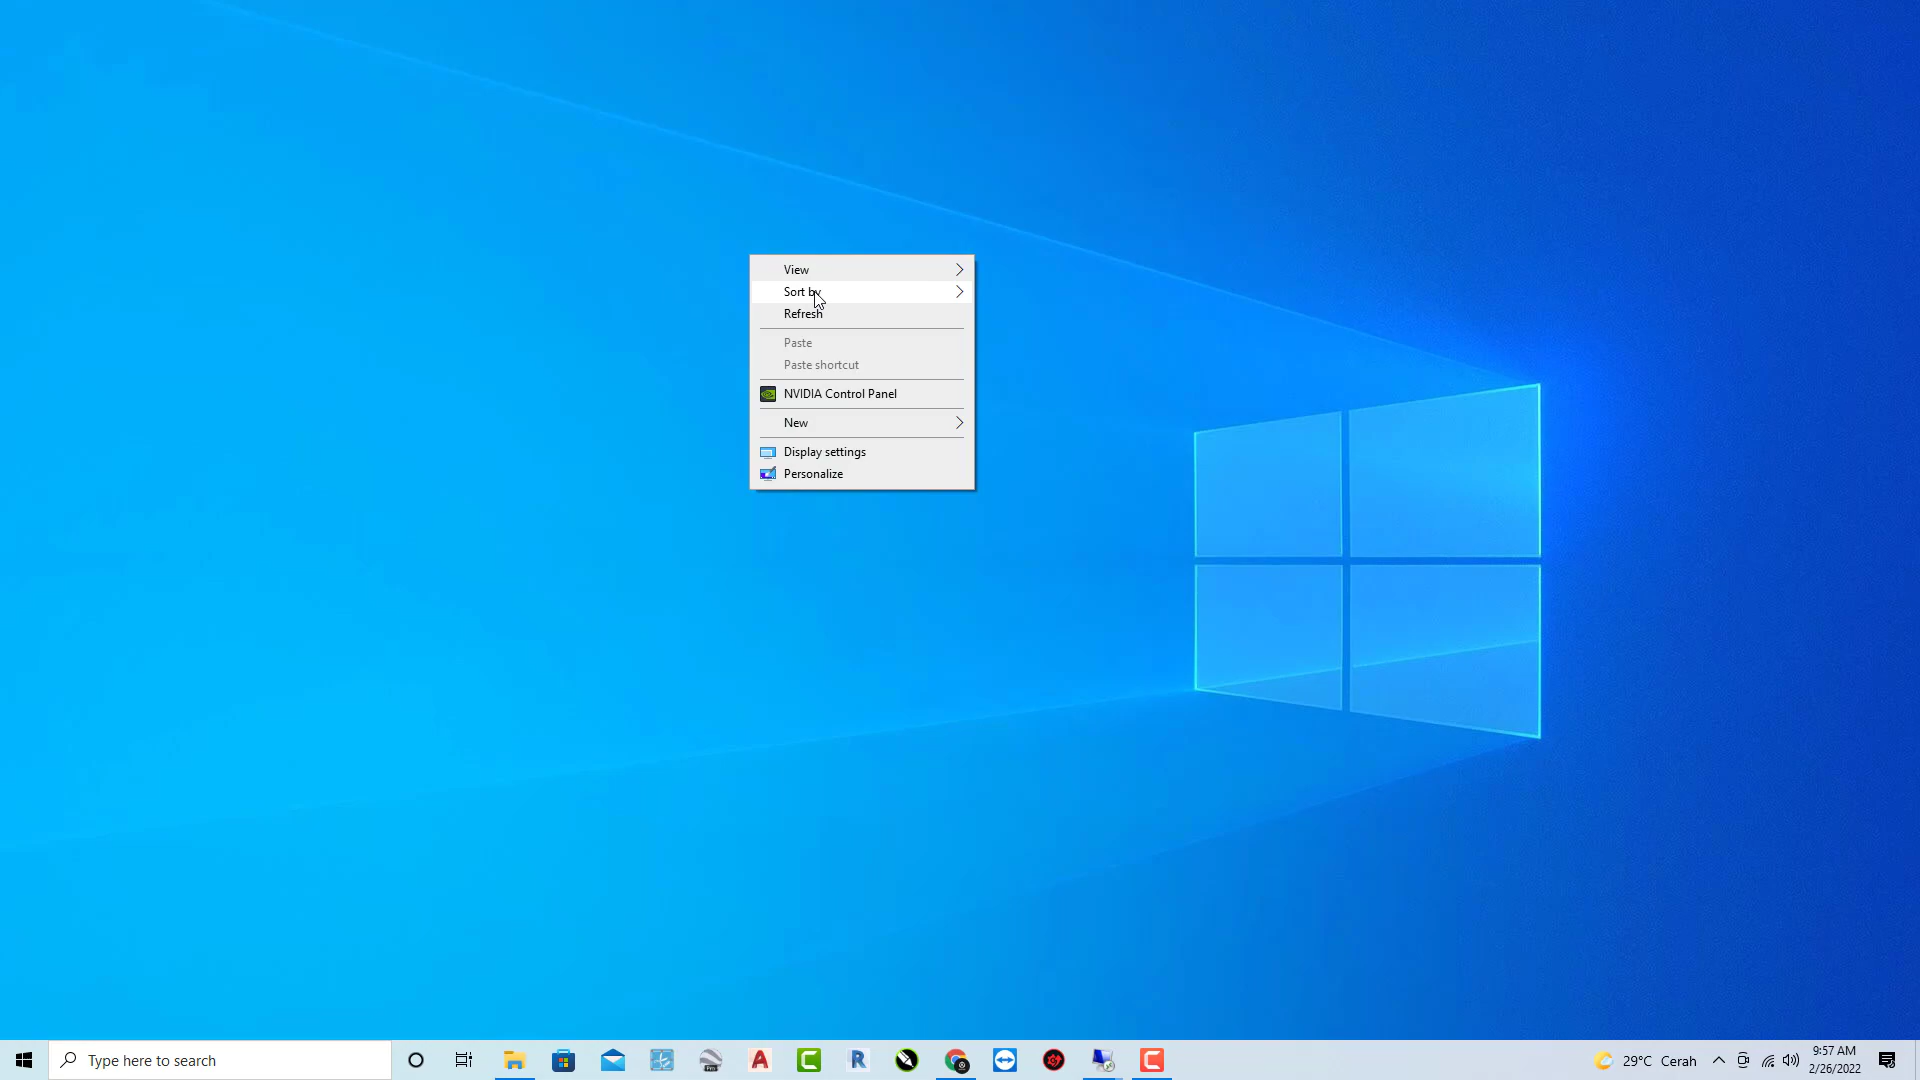 View
Sort by
Refresh
Paste
Paste shortcut
NVIDIA Control Panel
New
Display settings
Personalize
Type here to search
Pro
A
C
R
C
29°C Cerah
9:57 AM
2/26/2022